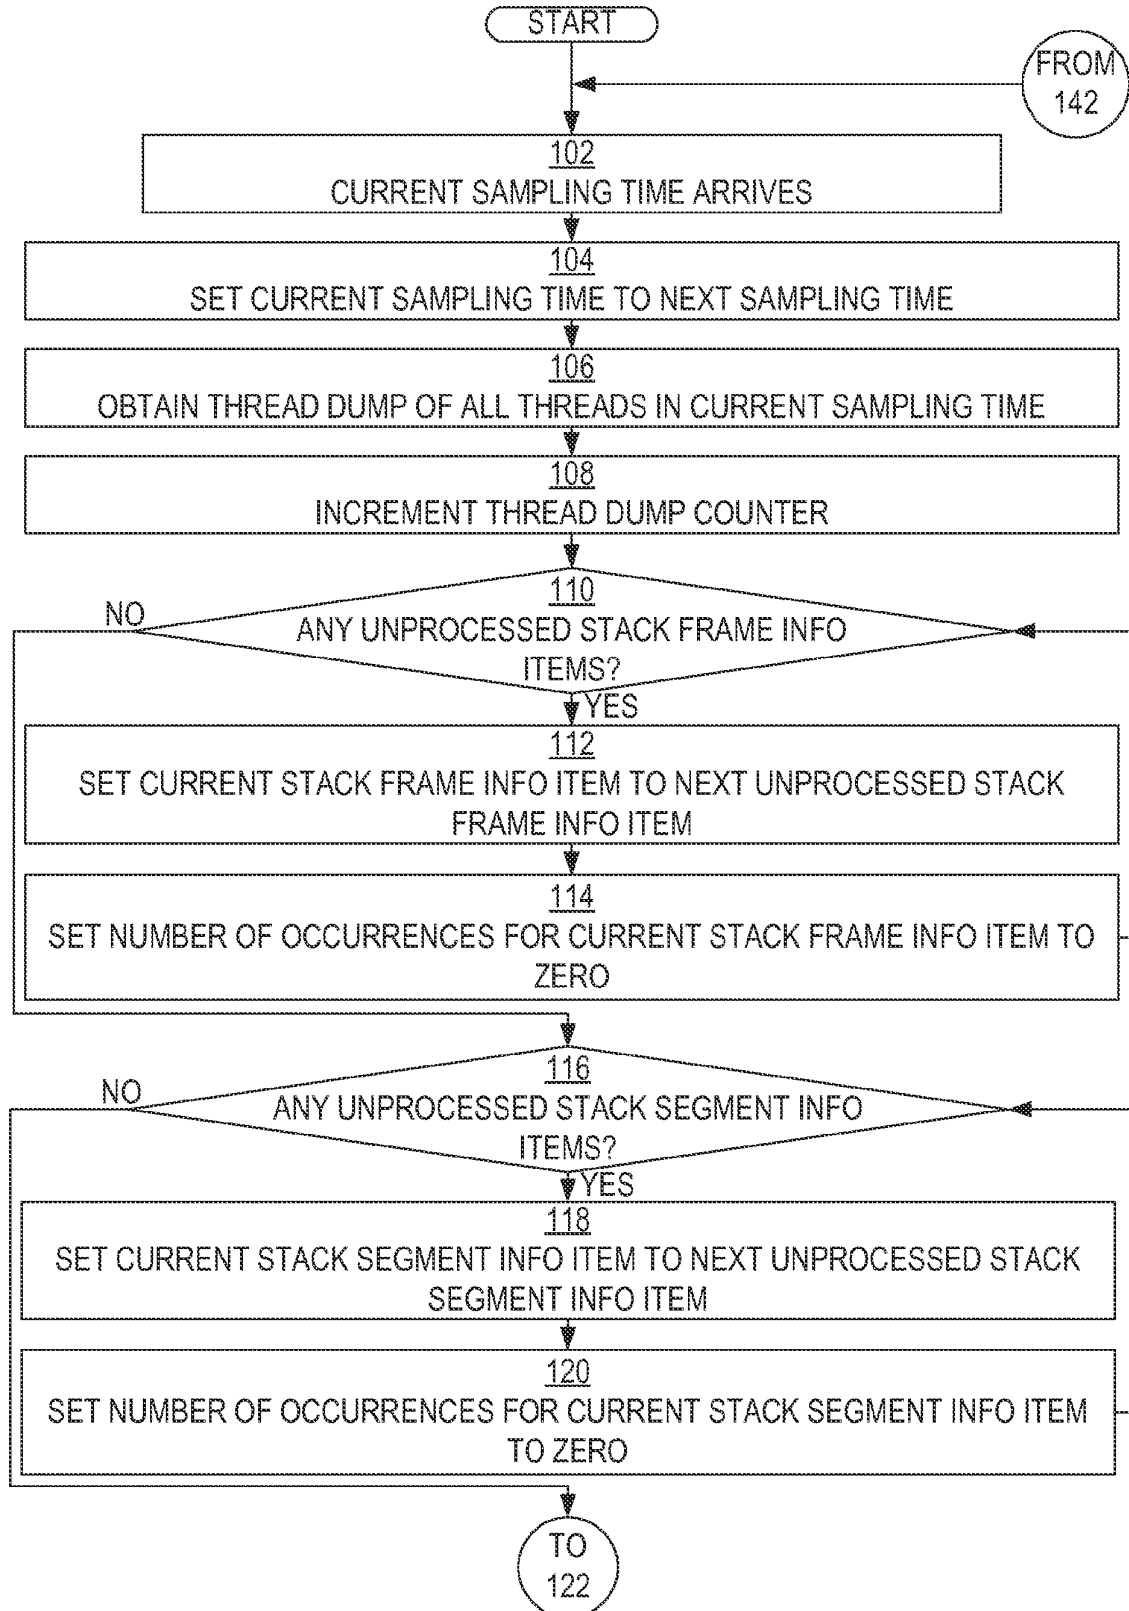 START
FROM
142
102
CURRENT SAMPLING TIME ARRIVES
104
SET CURRENT SAMPLING TIME TO NEXT SAMPLING TIME
106
OBTAIN THREAD DUMP OF ALL THREADS IN CURRENT SAMPLING TIME
108
INCREMENT THREAD DUMP COUNTER
110
NO
ANY UNPROCESSED STACK FRAME INFO
ITEMS?
YES
112
SET CURRENT STACK FRAME INFO ITEM TO NEXT UNPROCESSED STACK
FRAME INFO ITEM
114
SET NUMBER OF OCCURRENCES FOR CURRENT STACK FRAME INFO ITEM TO
ZERO
116
NO
ANY UNPROCESSED STACK SEGMENT INFO
ITEMS?
YES
118
SET CURRENT STACK SEGMENT INFO ITEM TO NEXT UNPROCESSED STACK
SEGMENT INFO ITEM
120
SET NUMBER OF OCCURRENCES FOR CURRENT STACK SEGMENT INFO ITEM
TO ZERO
TO
122